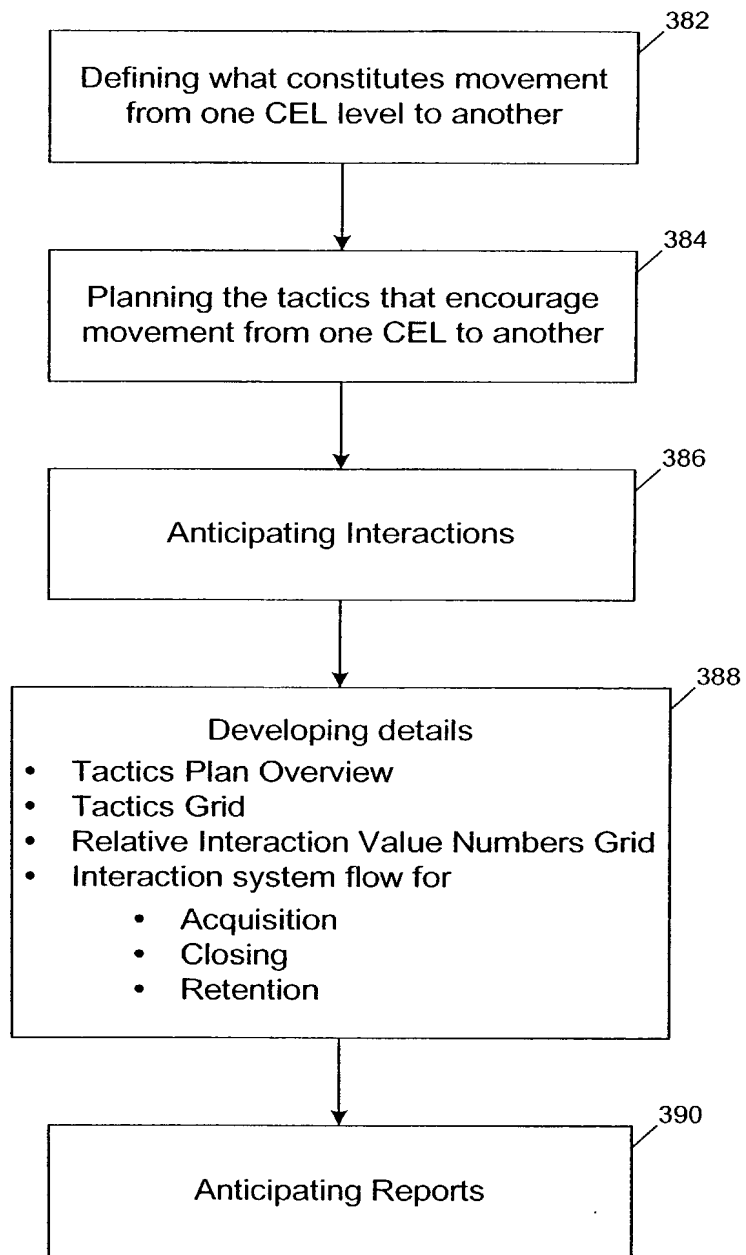 382
Defining what constitutes movement
from one CEL level to another
384
Planning the tactics that encourage
movement from one CEL to another
386
Anticipating Interactions
388
Developing details
• Tactics Plan Overview
• Tactics Grid
• Relative Interaction Value Numbers Grid
• Interaction system flow for
• Acquisition
• Closing
• Retention
390
Anticipating Reports